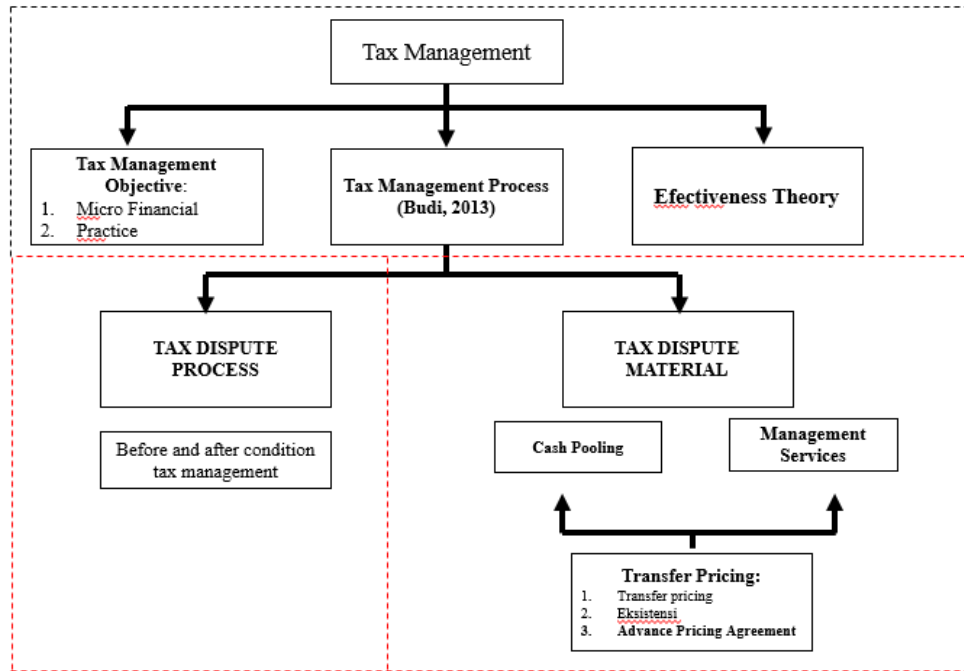 Tax Management
Tax Management
Objective:
1. Micro Financial
2. Practice
Tax Management Process
(Budi, 2013)
Efectiveness Theory
TAX DISPUTE
PROCESS
TAX DISPUTE
MATERIAL
Before and after condition
tax management
Cash Pooling
Management
Services
Transfer Pricing:
1. Transfer pricing
2. Eksistensi
3. Advance Pricing Agreement